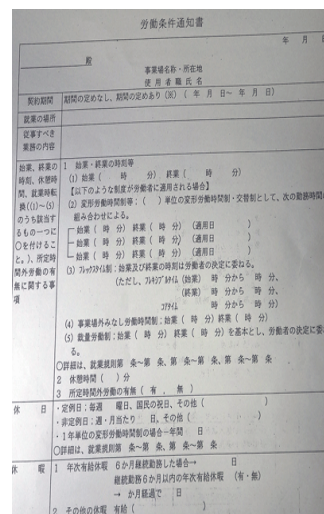 労働条件通知書
年 月 日
殿
事業場名称・所在地
使用者職氏名
契約期間 期間の定めなし、期間の定めあり(※)( 年 月 日~ 年 月 日)
就業の場所
従事すべき
業務の内容
始業、終業の
時刻、休憩時
間、就業時転
換((1)~(5)
のうち該当す
るもの一つに
○を付けるこ
と。)、所定時
間外労働の有
無に関する事
項
1 始業・終業の時刻等
(1) 始業( 時 分) 終業( 時 分)
【以下のような制度が労働者に適用される場合】
(2) 変形労働時間制等;( )単位の変形労働時間制・交替制として、次の勤務時間の
組み合わせによる。
始業( 時 分) 終業( 時 分) (適用日 )
始業( 時 分) 終業( 時 分) (適用日 )
始業( 時 分) 終業( 時 分) (適用日 )
(3) フレックスタイム制;始業及び終業の時刻は労働者の決定に委ねる。
(ただし、フレキシブルタイム(始業) 時 分から 時 分、
(終業) 時 分から 時 分、
コアタイム 時 分から 時 分)
(4) 事業場外みなし労働時間制;始業( 時 分)終業( 時 分)
(5) 裁量労働制;始業( 時 分) 終業( 時 分)を基本とし、労働者の決定に委ね
る。
○詳細は、就業規則第 条~第 条、第 条~第 条、第 条~第 条
2 休憩時間( )分
3 所定時間外労働の有無( 有 , 無 )
休 日
・定例日;毎週 曜日、国民の祝日、その他( )
・非定例日;週・月当たり 日、その他( )
・1年単位の変形労働時間制の場合-年間 日
○詳細は、就業規則第 条~第 条、第 条~第 条
休 暇
1 年次有給休暇 6か月継続勤務した場合→ 日
継続勤務6か月以内の年次有給休暇 (有・無)
→ か月経過で 日
2 その他の休暇 有給( )